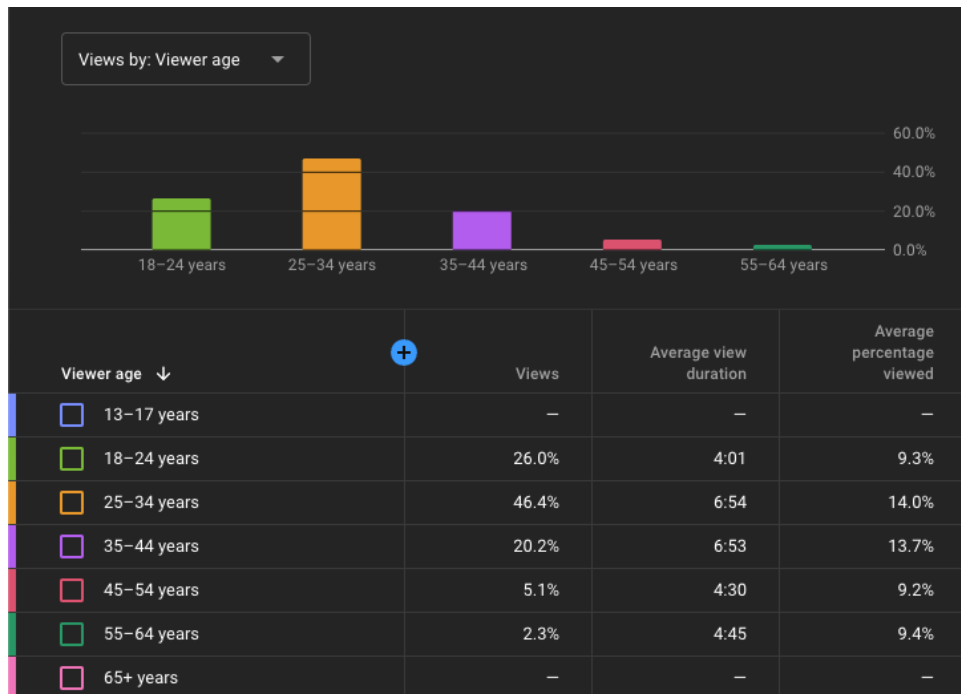 Views by: Viewer age
60.0%
40.0%
20.0%
0.0%
18–24 years 25–34 years 35–44 years 45–54 years 55–64 years
Viewer age Views Average view duration Average percentage viewed
13–17 years — — —
18–24 years 26.0% 4:01 9.3%
25–34 years 46.4% 6:54 14.0%
35–44 years 20.2% 6:53 13.7%
45–54 years 5.1% 4:30 9.2%
55–64 years 2.3% 4:45 9.4%
65+ years — — —